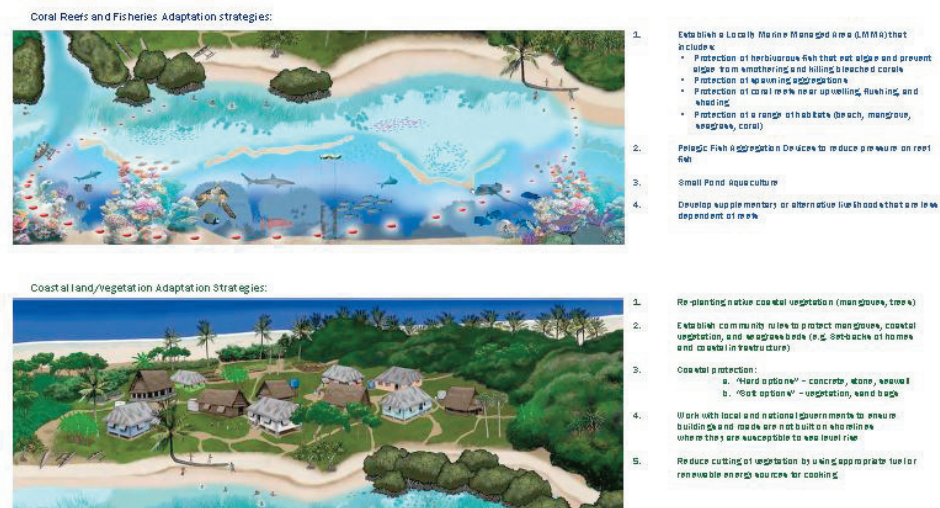 Coral Reefs and Fisheries Adaptation strategies:
1. Establish a Locally Marine Managed Area (LMMA) that
includes:
• Protection of herbivorous fish that eat algae and prevent
algae from smothering and killing bleached corals
• Protection of spawning aggregations
• Protection of coral reefs near upwelling, flushing, and
shading
• Protection of a range of habitats (beach, mangrove,
seagrass, coral)
2. Pelagic Fish Aggregation Devices to reduce pressure on reef
fish
3. Small Pond Aquaculture
4. Develop supplementary or alternative livelihoods that are less
dependent of reefs
Coastal land/vegetation Adaptation Strategies:
1. Re-planting native coastal vegetation (mangroves, trees)
2. Establish community rules to protect mangroves, coastal
vegetation, and seagrass beds (e.g. Set-backs of homes
and coastal infrastructure)
3. Coastal protection:
a. "Hard options" – concrete, stone, seawall
b. "Soft options" – vegetation, sand bags
4. Work with local and national governments to ensure
buildings and roads are not built on shorelines
where they are susceptible to sea level rise
5. Reduce cutting of vegetation by using appropriate fuel or
renewable energy sources for cooking